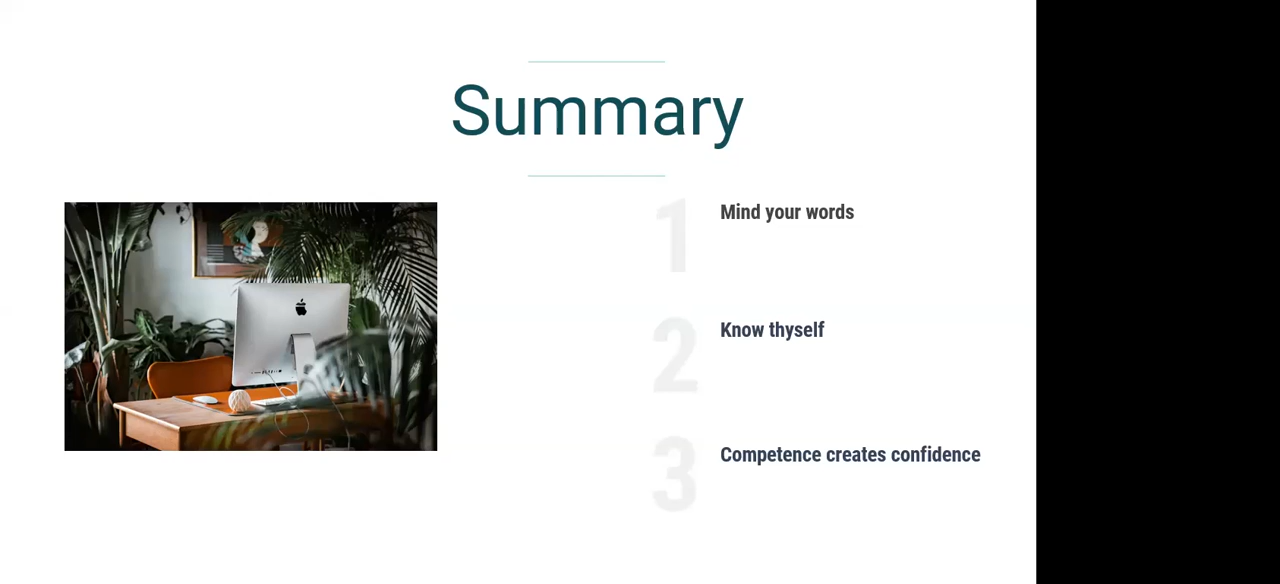 Summary
1 Mind your words
2 Know thyself
3 Competence creates confidence